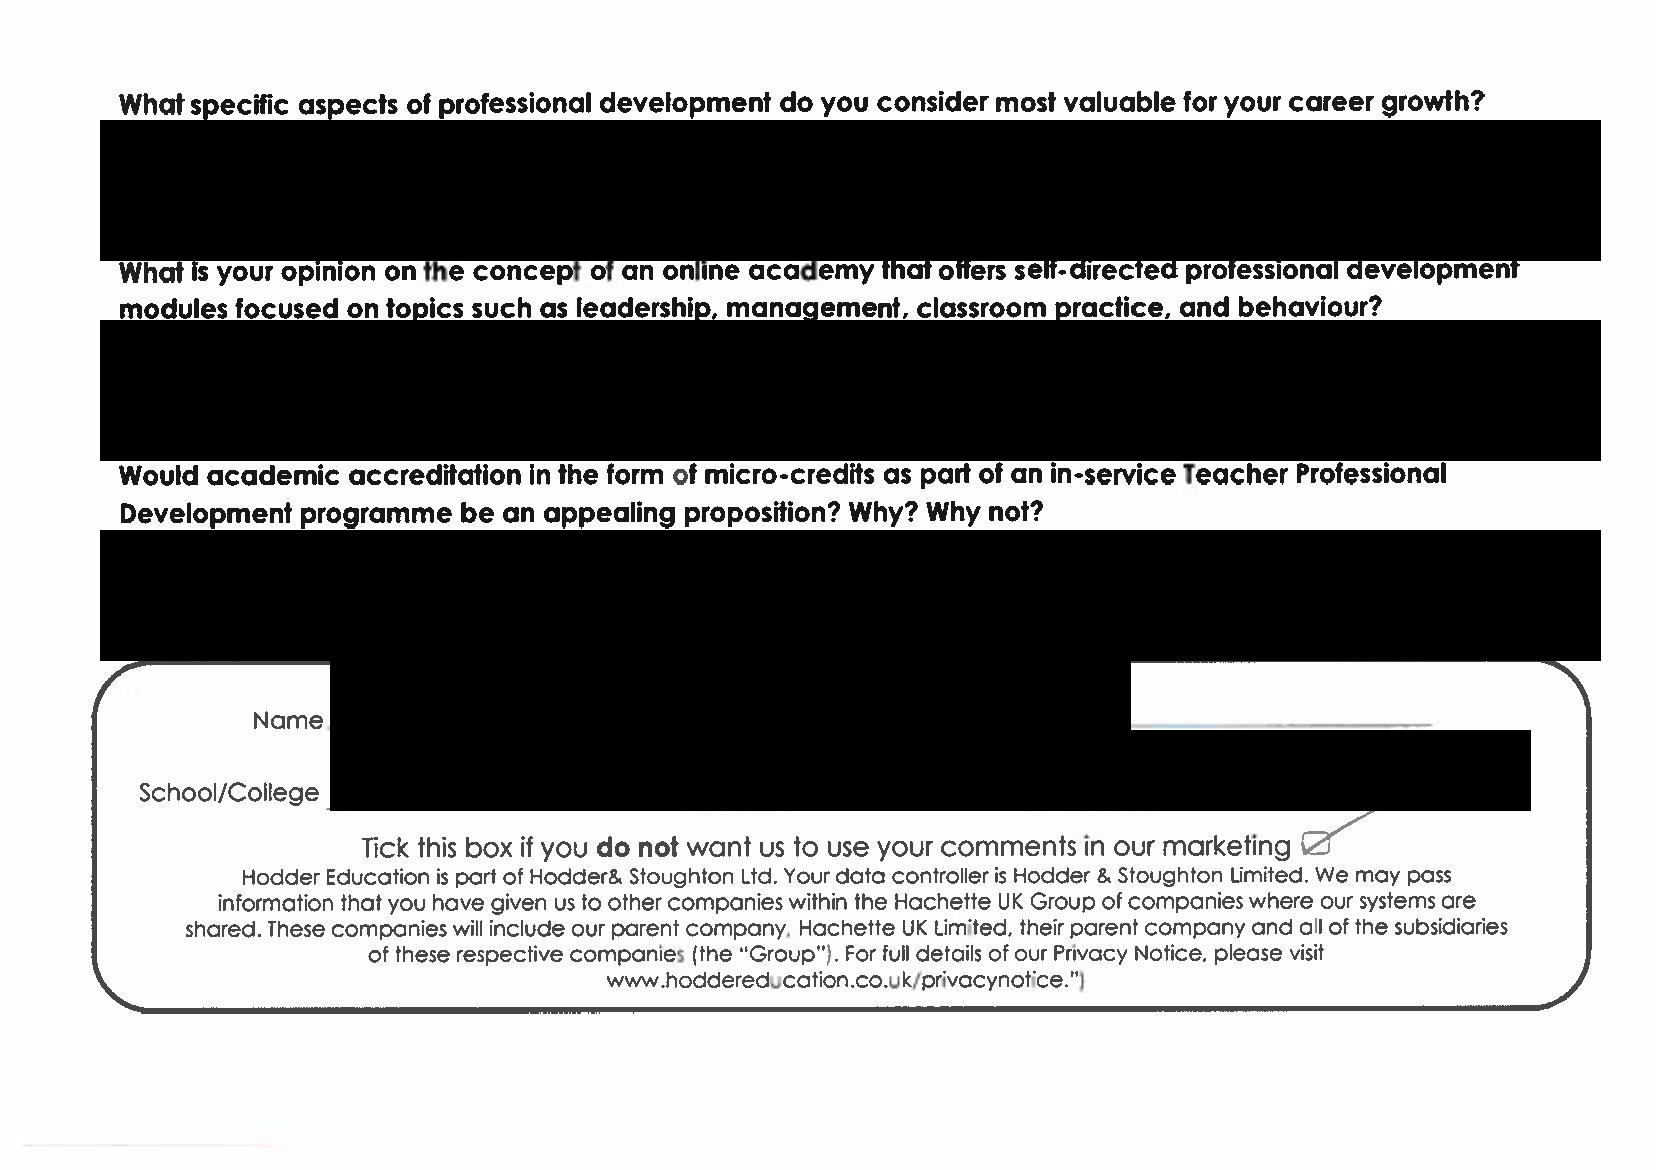 What specific aspects of professional development do you consider most valuable for your career growth?
What is your opinion on the concept of an online academy that offers self-directed professional development
modules focused on topics such as leadership, management, classroom practice, and behaviour?
Would academic accreditation in the form of micro-credits as part of an in-service Teacher Professional
Development programme be an appealing proposition? Why? Why not?
Name
School/College
Tick this box if you do not want us to use your comments in our marketing
Hodder Education is part of Hodder& Stoughton Ltd. Your data controller is Hodder & Stoughton Limited. We may pass
information that you have given us to other companies within the Hachette UK Group of companies where our systems are
shared. These companies will include our parent company, Hachette UK Limited, their parent company and all of the subsidiaries
of these respective companies (the "Group"). For full details of our Privacy Notice, please visit
www.hoddereducation.co.uk/privacynotice.")